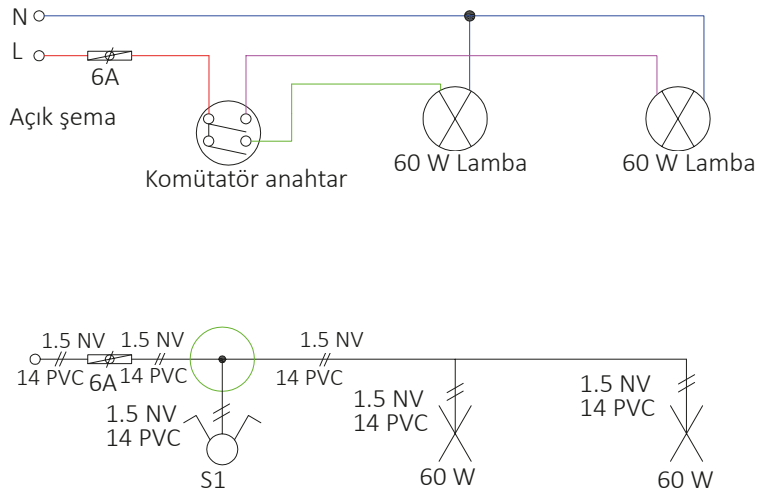 N
L
6A
Açık şema
Komütatör anahtar
60 W Lamba
60 W Lamba
1.5 NV
14 PVC
6A
1.5 NV
14 PVC
1.5 NV
14 PVC
1.5 NV
14 PVC
S1
1.5 NV
14 PVC
60 W
1.5 NV
14 PVC
60 W